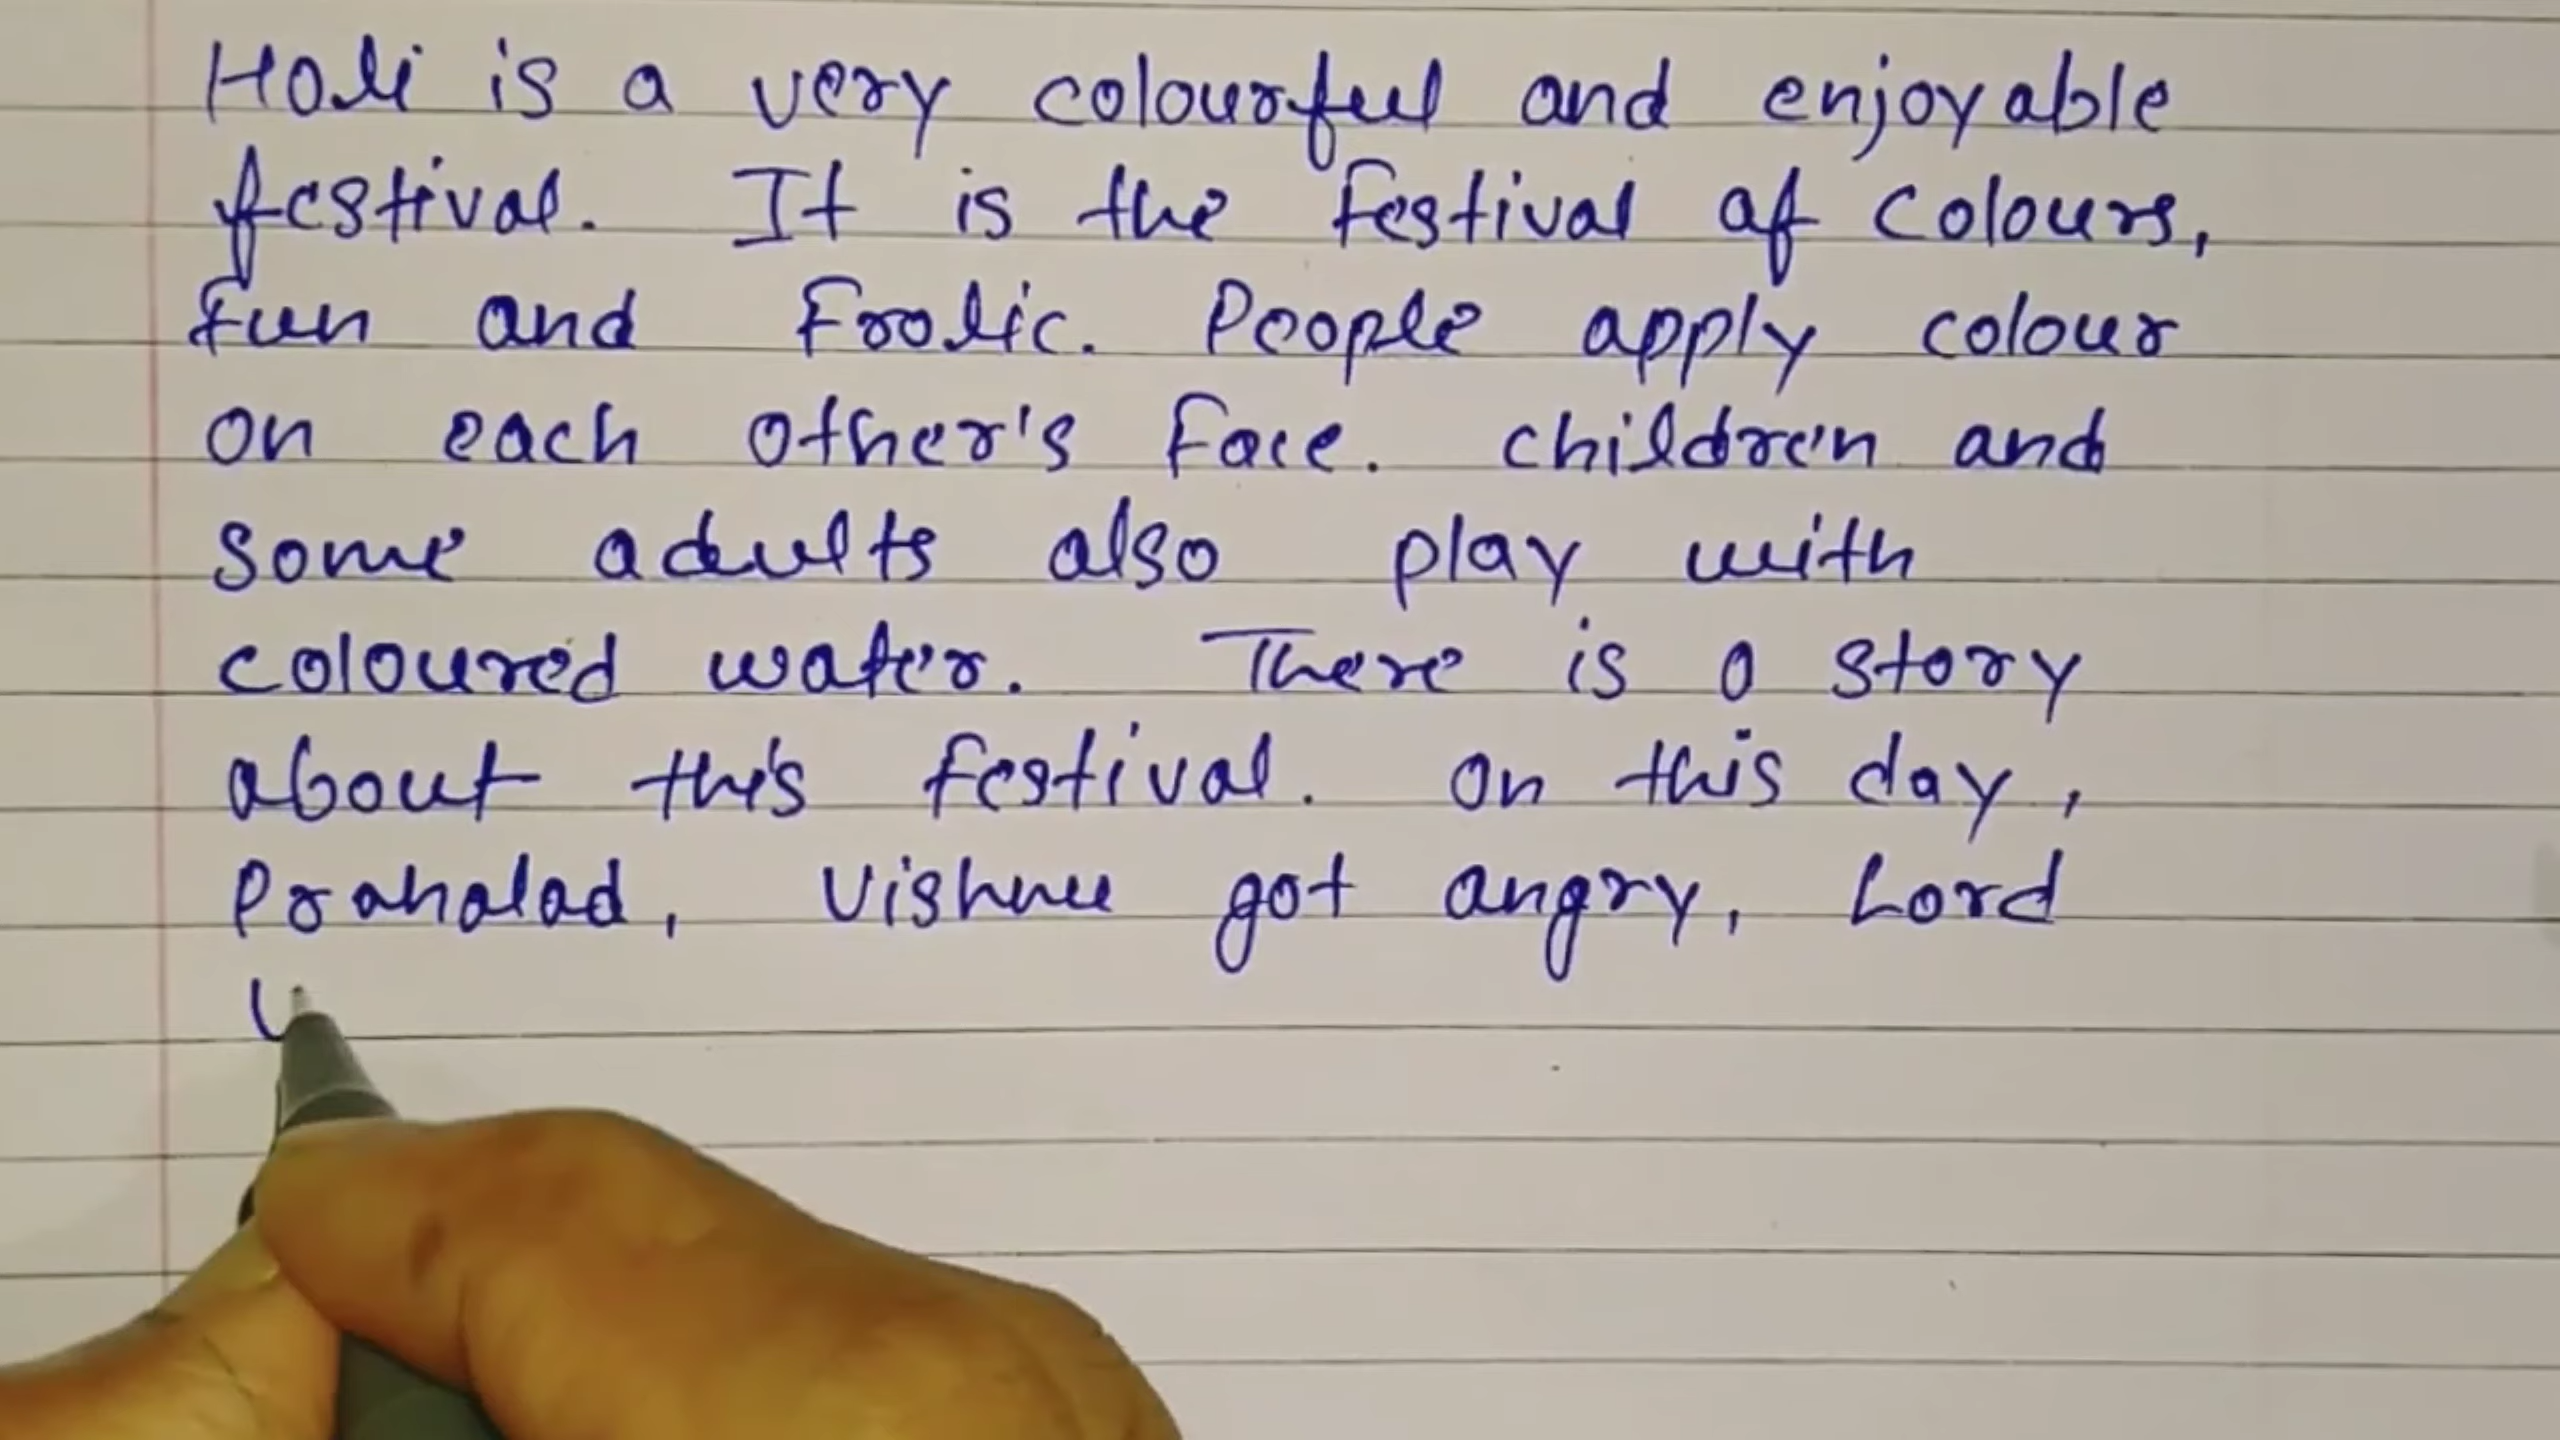 Holi is a very colourful and enjoyable
festival. It is the festival of colours,
fun and Frolic. People apply colour
on each other's face. children and
some adults also play with
coloured water. There is a story
about this festival. on this day,
Prahalad, Vishnu got angry, Lord